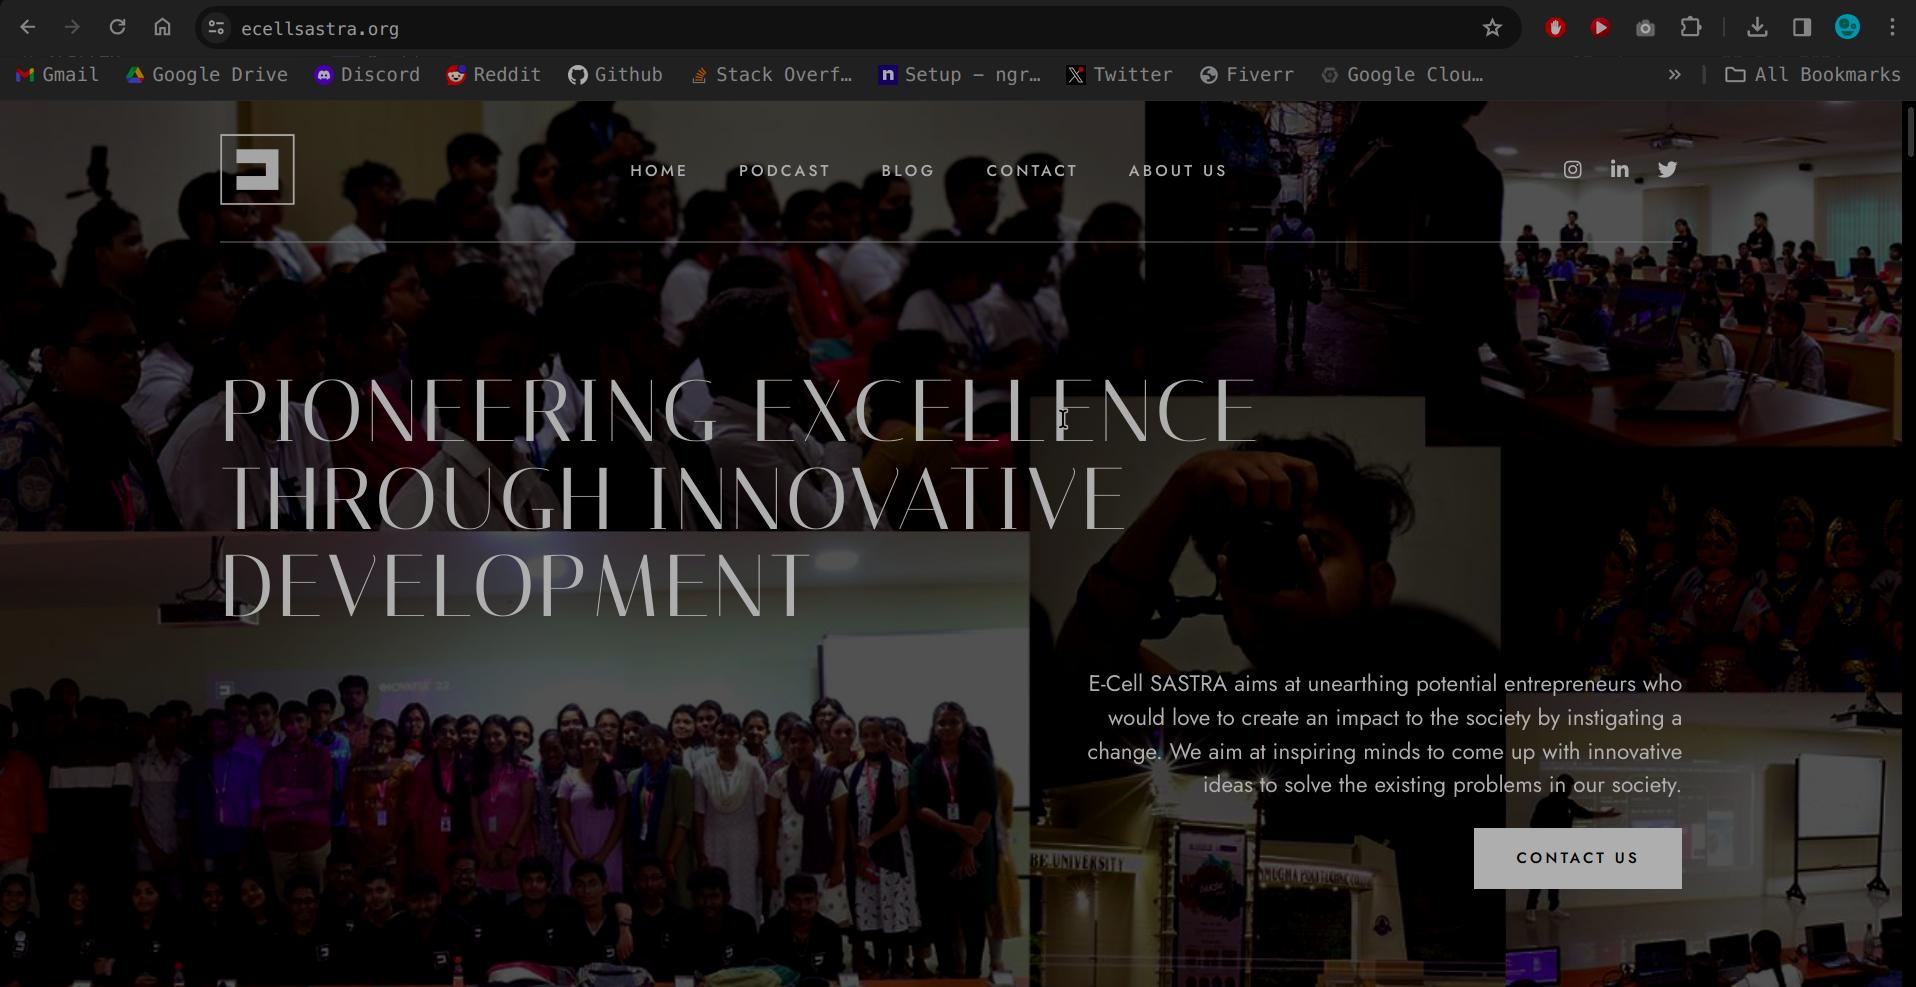 ecellsastra.org
Gmail Google Drive Discord Reddit Github Stack Overf… Setup – ngr… Twitter Fiverr Google Clou… » All Bookmarks
HOME PODCAST BLOG CONTACT ABOUT US
PIONEERING EXCELLENCE
THROUGH INNOVATIVE
DEVELOPMENT
E-Cell SASTRA aims at unearthing potential entrepreneurs who
would love to create an impact to the society by instigating a
change. We aim at inspiring minds to come up with innovative
ideas to solve the existing problems in our society.
CONTACT US
BE UNIVERSITY